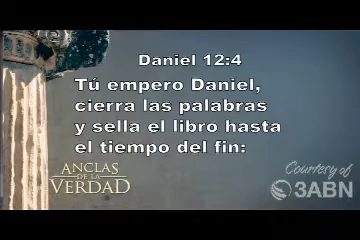 Daniel 12:4
Tú empero Daniel,
cierra las palabras
y sella el libro hasta
el tiempo del fin:
ANCLAS
DE LA
VERDAD
Courtesy of
3ABN